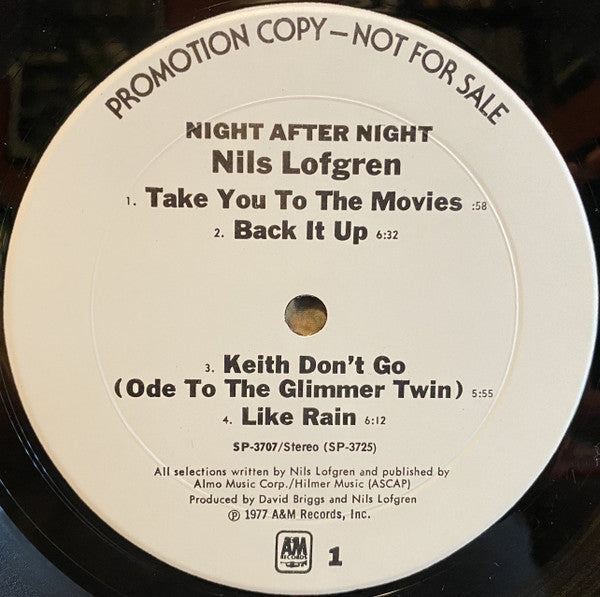 PROMOTION COPY—NOT FOR SALE
NIGHT AFTER NIGHT
Nils Lofgren
1. Take You To The Movies :58
2. Back It Up 6:32
3. Keith Don't Go
(Ode To The Glimmer Twin) 5:55
4. Like Rain 6:12
SP-3707/Stereo (SP-3725)
All selections written by Nils Lofgren and published by
Almo Music Corp./Hilmer Music (ASCAP)
Produced by David Briggs and Nils Lofgren
℗ 1977 A&M Records, Inc.
A&M
RECORDS
1